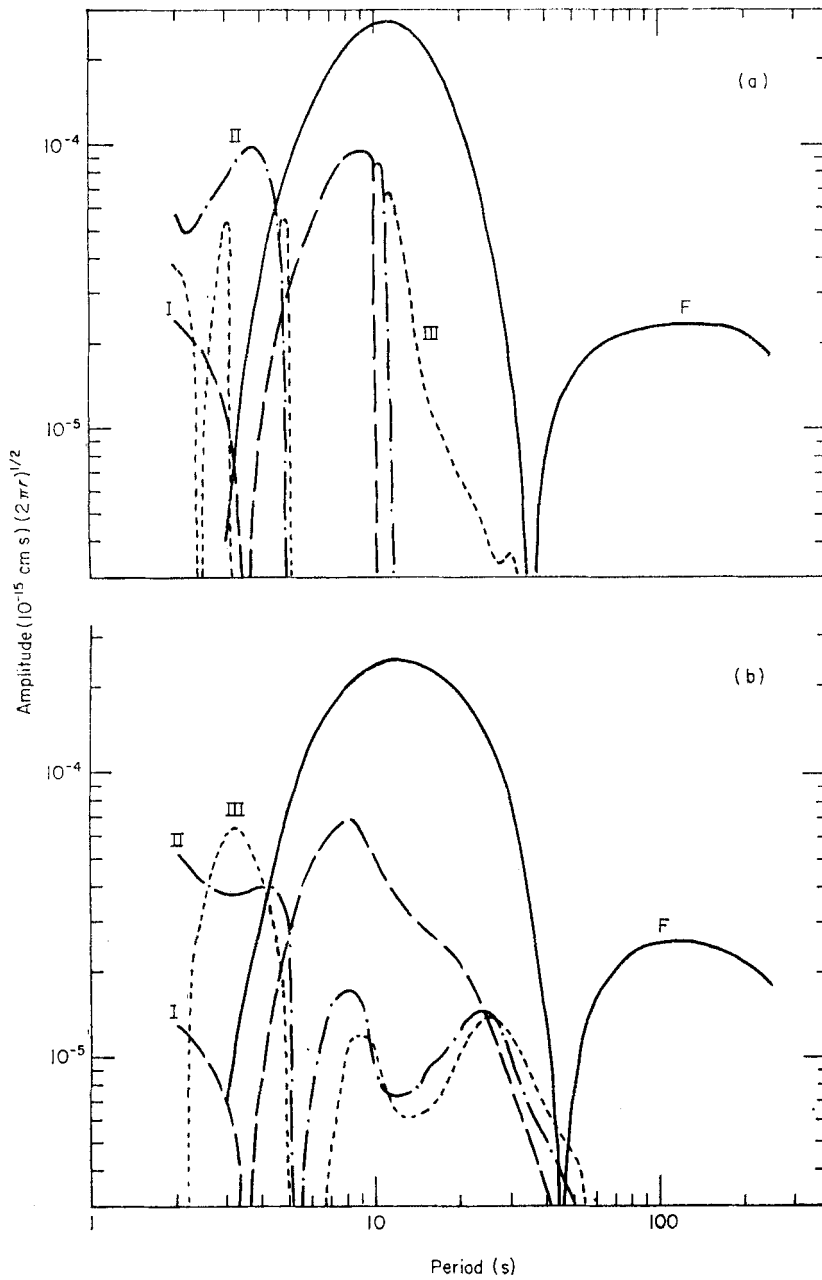 (a)
II
10⁻⁴
I
III
F
10⁻⁵
Amplitude (10⁻¹⁵ cm s) (2πr)^1/2
(b)
10⁻⁴
III
II
F
I
10⁻⁵
1
10
100
Period (s)